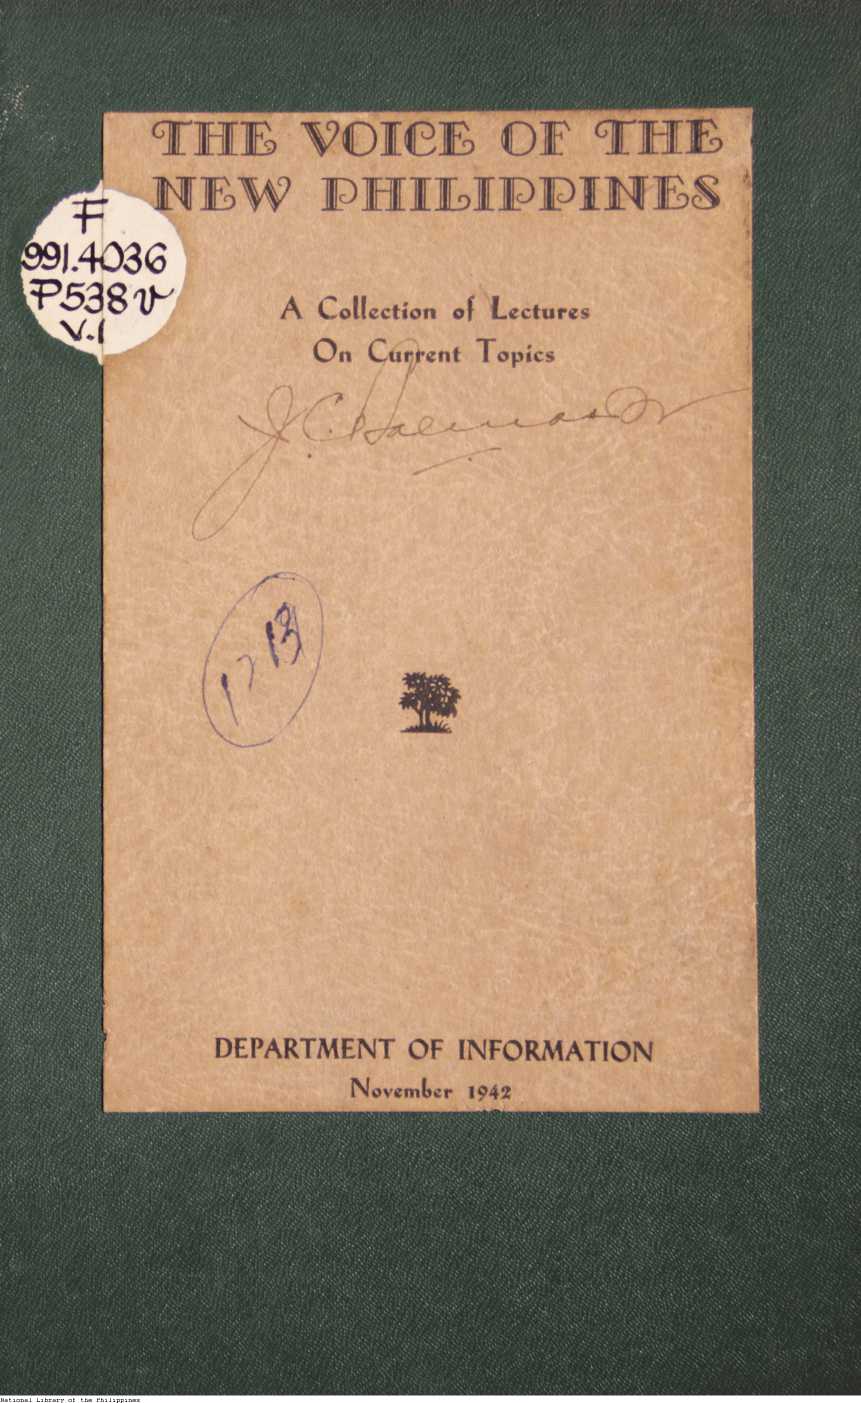 THE VOICE OF THE
NEW PHILIPPINES
F
991.4036
P538v
v.1
A Collection of Lectures
On Current Topics
J. C.
DEPARTMENT OF INFORMATION
November 1942
National Library of the Philippines